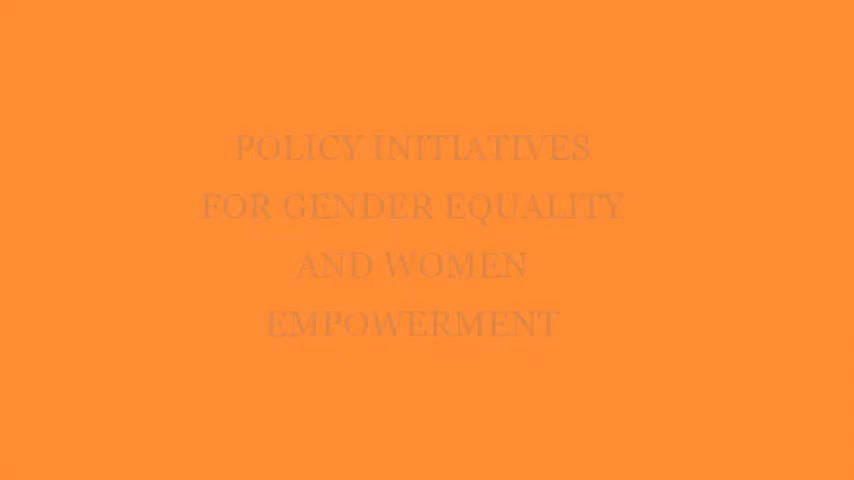 POLICY INITIATIVES
FOR GENDER EQUALITY
AND WOMEN
EMPOWERMENT